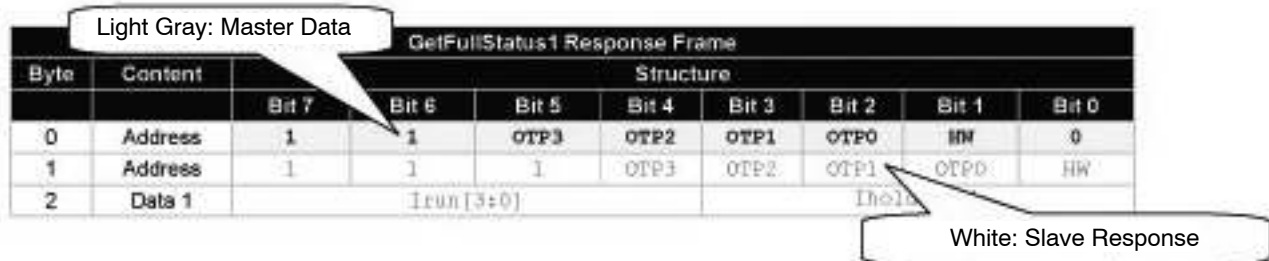 Light Gray: Master Data
GetFullStatus1 Response Frame
Byte Content Structure
Bit 7 Bit 6 Bit 5 Bit 4 Bit 3 Bit 2 Bit 1 Bit 0
0 Address 1 1 OTP3 OTP2 OTP1 OTP0 HW 0
1 Address 1 1 1 OTP3 OTP2 OTP1 OTP0 HW
2 Data 1 Irun[3:0]
White: Slave Response